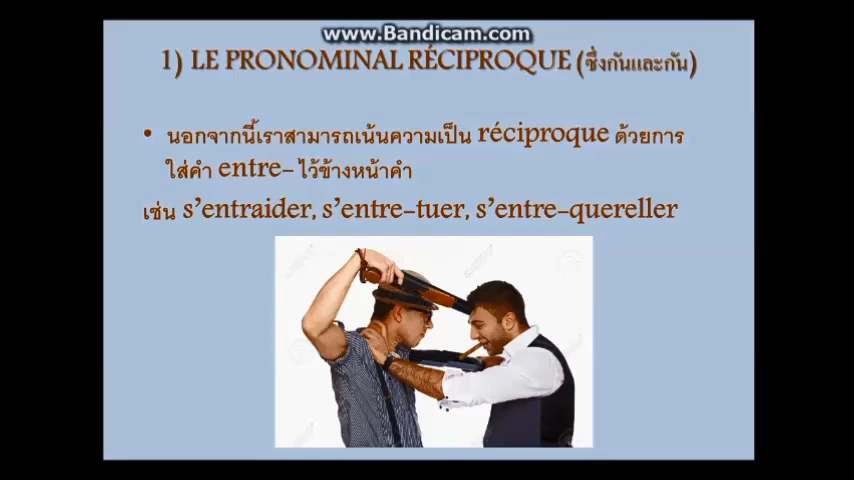 www.Bandicam.com
1) LE PRONOMINAL RÉCIPROQUE (ซึ่งกันและกัน)
• นอกจากนี้เราสามารถเน้นความเป็น réciproque ด้วยการ
ใส่คำ entre- ไว้ข้างหน้าคำ
เช่น s’entraider, s’entre-tuer, s’entre-quereller